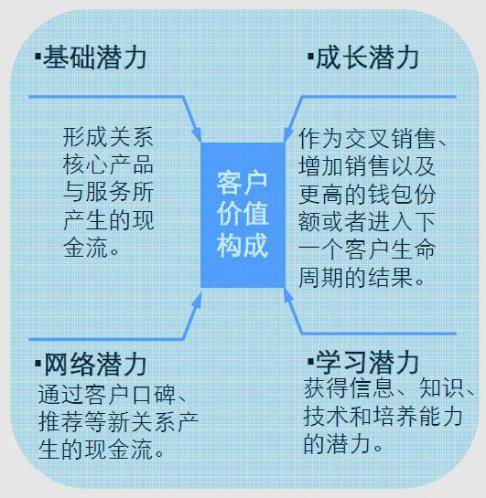 ▪基础潜力
形成关系
核心产品
与服务所
产生的现
金流。
▪成长潜力
作为交叉销售、
增加销售以及
更高的钱包份
额或者进入下
一个客户生命
周期的结果。
客户
价值
构成
▪网络潜力
通过客户口碑、
推荐等新关系产
生的现金流。
▪学习潜力
获得信息、知识、
技术和培养能力
的潜力。